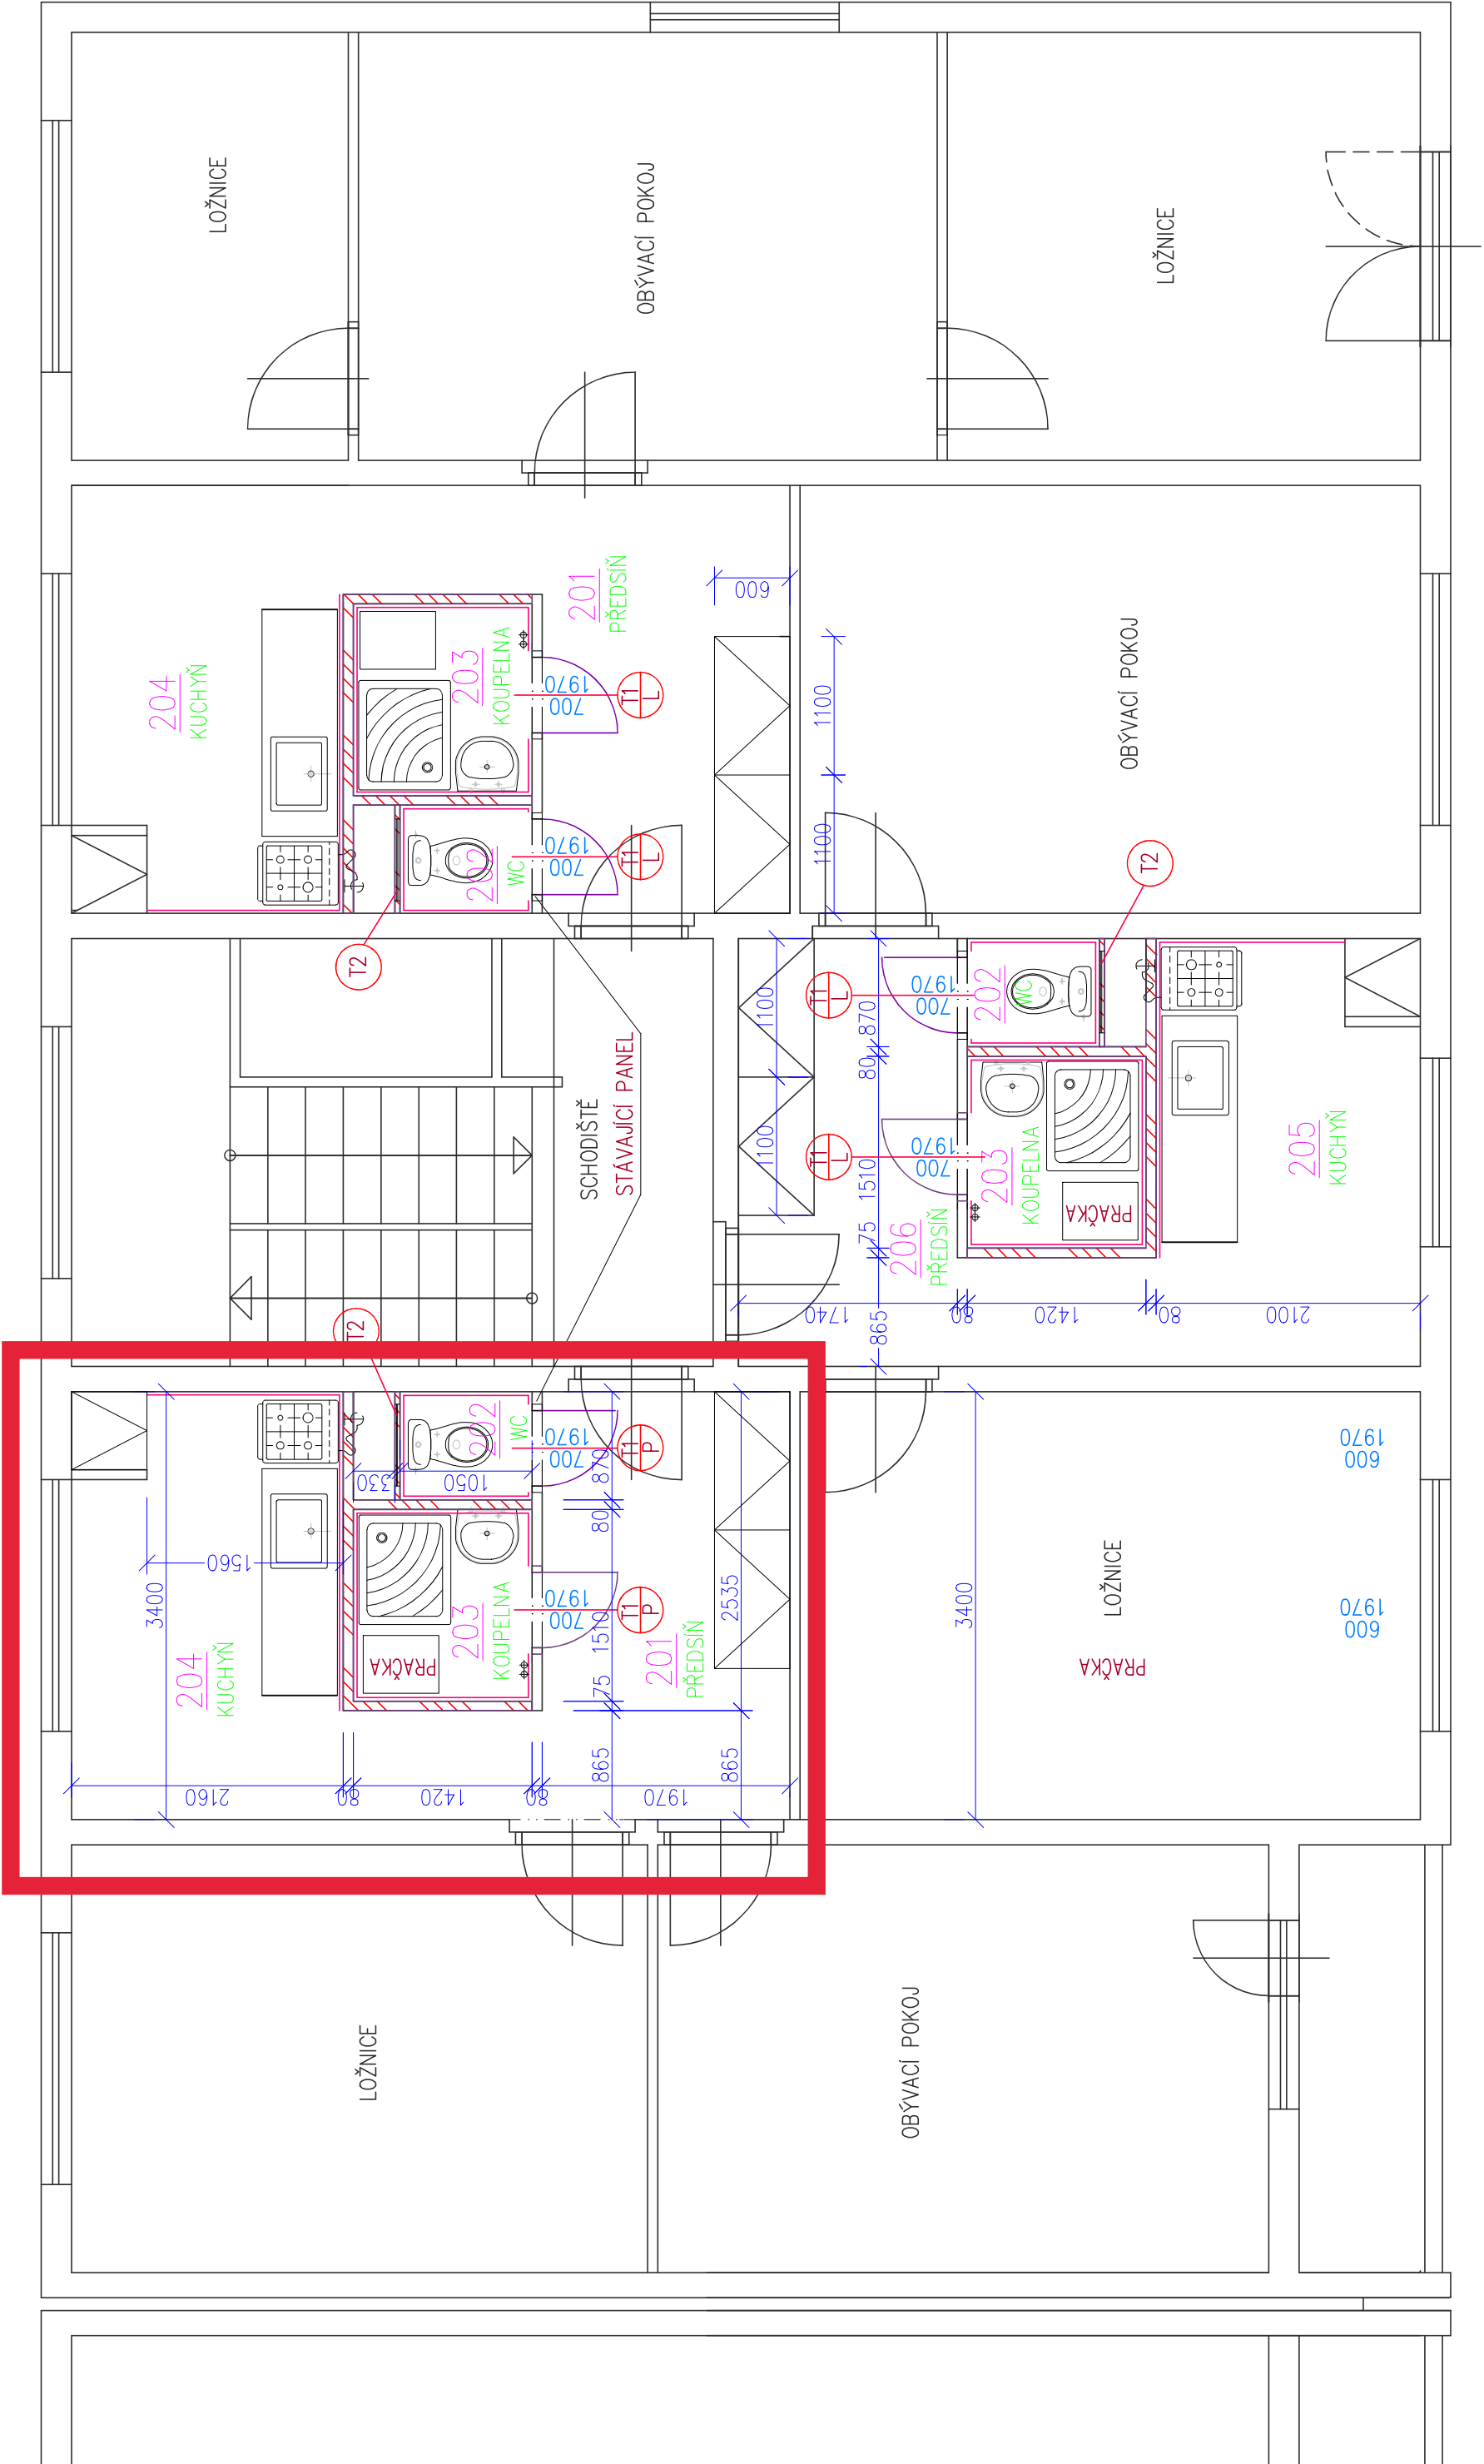 LOŽNICE
OBÝVACÍ POKOJ
LOŽNICE
201
PŘEDSÍŇ
600
204
KUCHYŇ
203
KOUPELNA
1970
700
T1
L
1100
OBÝVACÍ POKOJ
1100
202
WC
1970
700
T1
L
T2
T2
1100
T1
L
1970
700
202
WC
870
80
STÁVAJÍCÍ PANEL
SCHODIŠTĚ
1100
T1
L
1970
700
203
KOUPELNA
1510
PRAČKA
205
KUCHYŇ
75
206
PŘEDSÍŇ
1740
80
1420
80
2100
865
T2
202
WC
1970
700
T1
P
870
330
1050
80
1970
600
1560
3400
2535
3400
LOŽNICE
203
KOUPELNA
1970
700
T1
P
1510
1970
600
PRAČKA
204
KUCHYŇ
201
PŘEDSÍŇ
75
PRAČKA
865
865
2160
80
1420
80
1970
LOŽNICE
OBÝVACÍ POKOJ